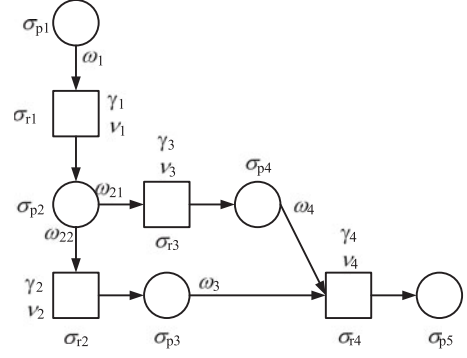 σp1
ω1
σr1
γ1
ν1
γ3
ν3
σp4
σp2
ω21
ω4
ω22
σr3
γ4
ν4
γ2
ν2
ω3
σr2
σp3
σr4
σp5